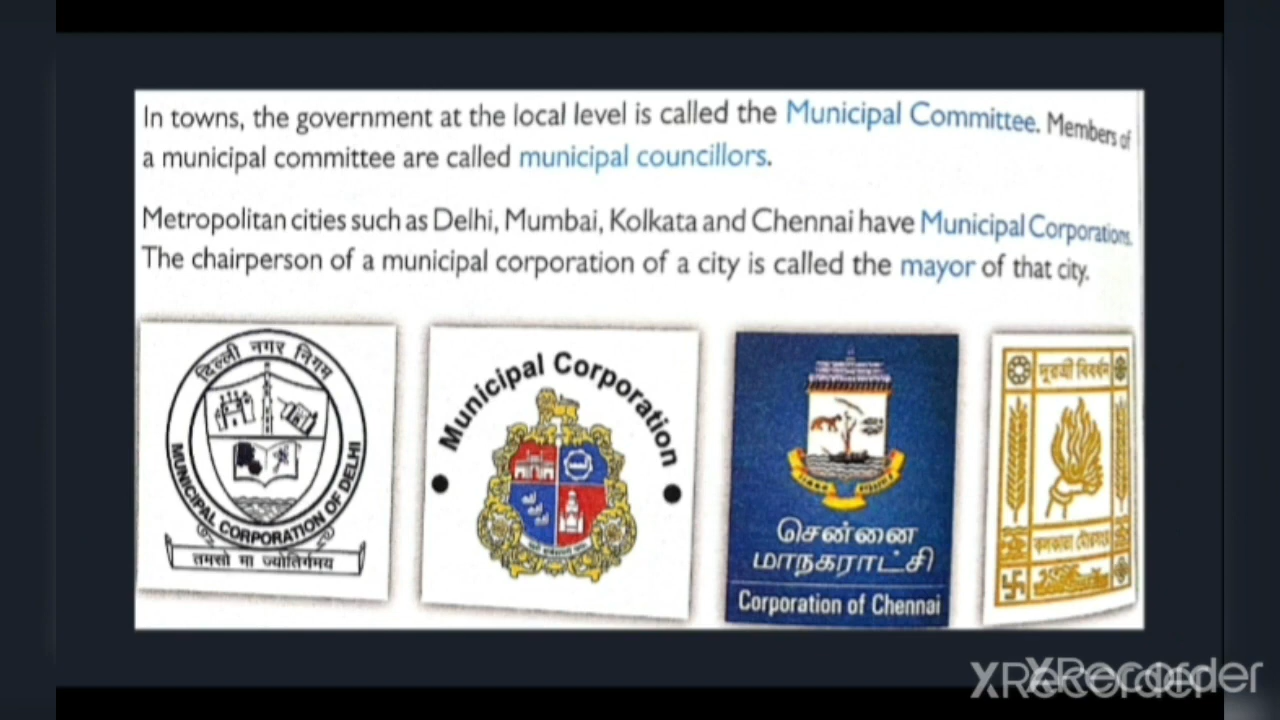 In towns, the government at the local level is called the Municipal Committee. Members of
a municipal committee are called municipal councillors.
Metropolitan cities such as Delhi, Mumbai, Kolkata and Chennai have Municipal Corporations.
The chairperson of a municipal corporation of a city is called the mayor of that city.
दिल्ली नगर निगम
MUNICIPAL CORPORATION OF DELHI
तमसो मा ज्योतिर्गमय
Municipal Corporation
சென்னை
மாநகராட்சி
Corporation of Chennai
XRecorder
XRecorder